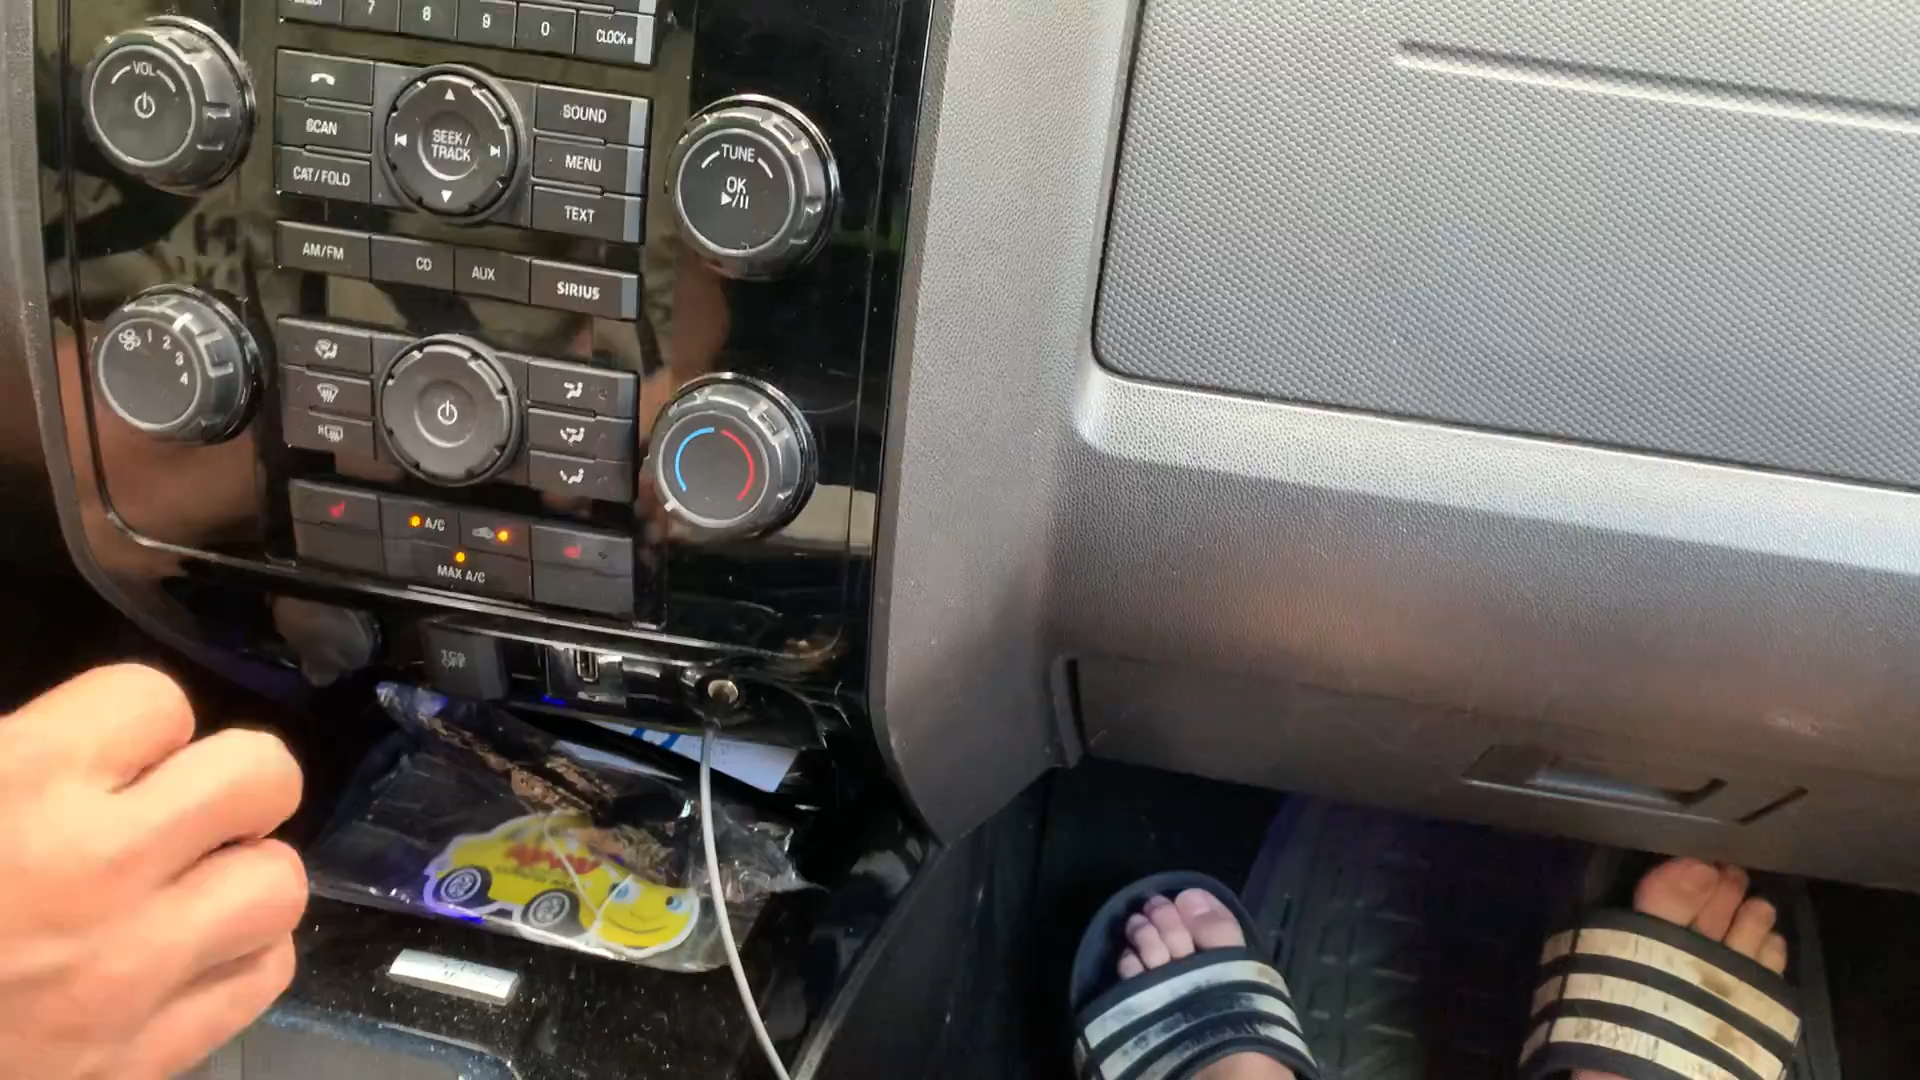 7 8 9 0 CLOCK
VOL
SCAN
CAT/FOLD
SEEK/
TRACK
SOUND
MENU
TEXT
TUNE
OK
AM/FM CD AUX SIRIUS
1 2 3 4
R
A/C
MAX A/C
TCS
OFF